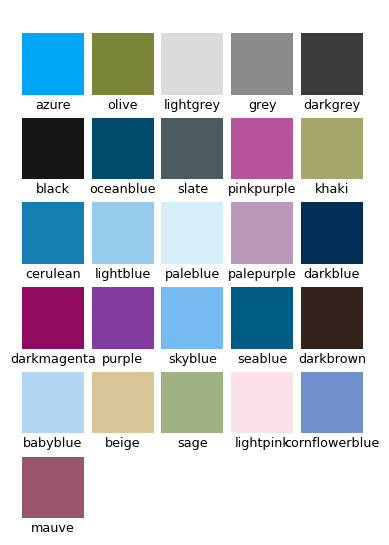 azure olive lightgrey grey darkgrey
black oceanblue slate pinkpurple khaki
cerulean lightblue paleblue palepurple darkblue
darkmagenta purple skyblue seablue darkbrown
babyblue beige sage lightpink cornflowerblue
mauve